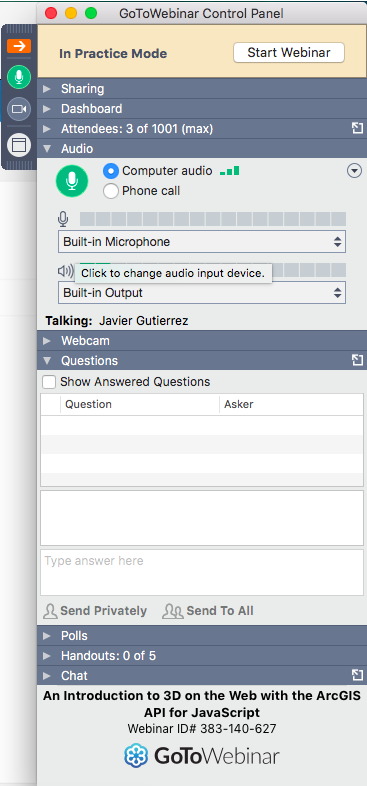 GoToWebinar Control Panel
In Practice Mode
Start Webinar
Sharing
Dashboard
Attendees: 3 of 1001 (max)
Audio
Computer audio
Phone call
Built-in Microphone
Click to change audio input device.
Built-in Output
Talking: Javier Gutierrez
Webcam
Questions
Show Answered Questions
Question Asker
Type answer here
Send Privately Send To All
Polls
Handouts: 0 of 5
Chat
An Introduction to 3D on the Web with the ArcGIS
API for JavaScript
Webinar ID# 383-140-627
GoToWebinar